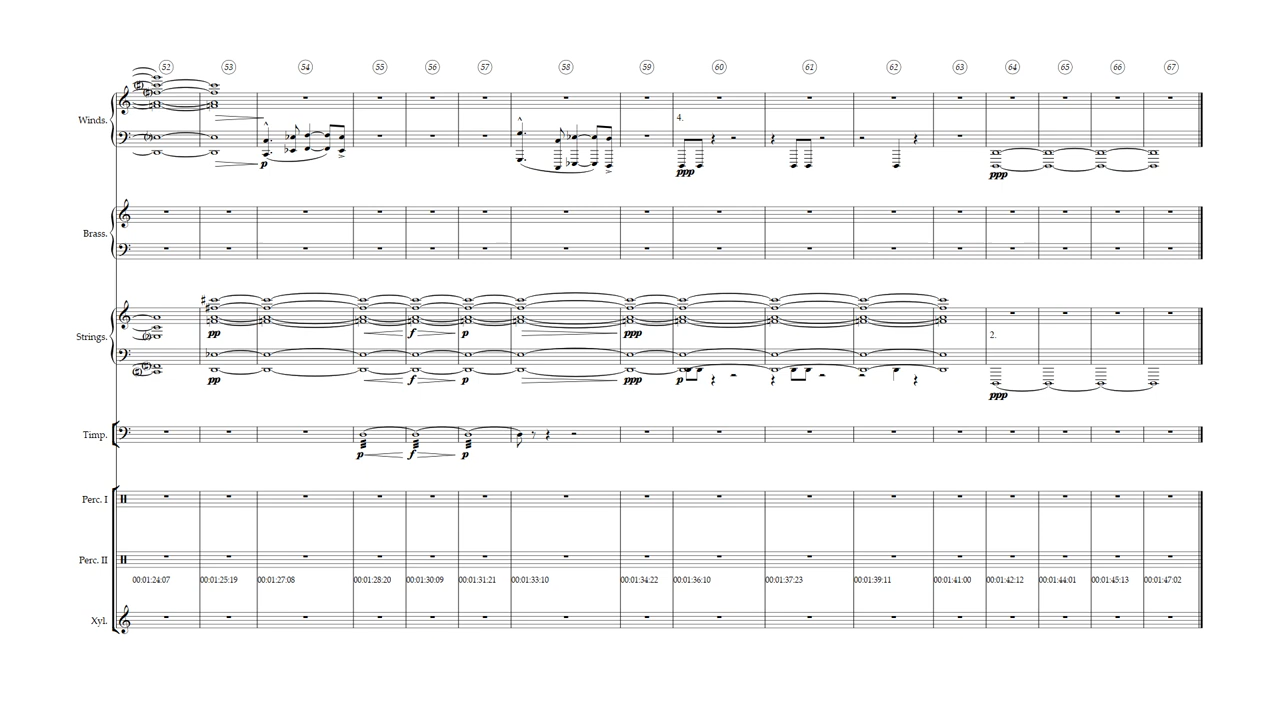 52 53 54 55 56 57 58 59 60 61 62 63 64 65 66 67
Winds.
4.
p
ppp
ppp
Brass.
Strings.
2.
pp f p ppp
pp f p ppp p
ppp
Timp.
p f p
Perc. I
Perc. II
00:01:24:07 00:01:25:19 00:01:27:08 00:01:28:20 00:01:30:09 00:01:31:21 00:01:33:10 00:01:34:22 00:01:36:10 00:01:37:23 00:01:39:11 00:01:41:00 00:01:42:12 00:01:44:01 00:01:45:13 00:01:47:02
Xyl.